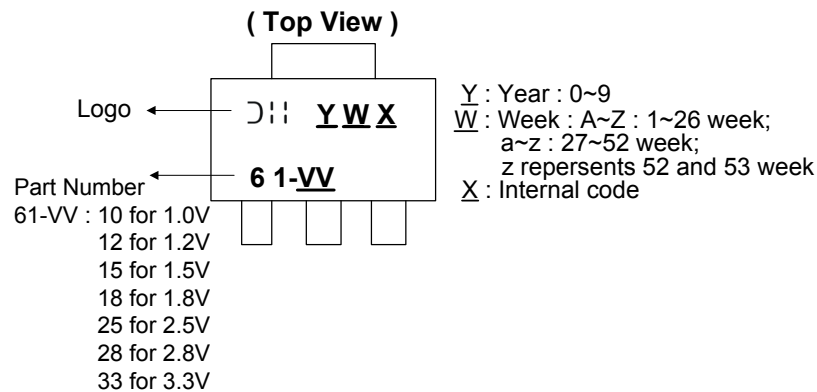 ( Top View )
Logo
Y W X
6 1-VV
Part Number
61-VV : 10 for 1.0V
12 for 1.2V
15 for 1.5V
18 for 1.8V
25 for 2.5V
28 for 2.8V
33 for 3.3V
Y : Year : 0~9
W : Week : A~Z : 1~26 week;
a~z : 27~52 week;
z repersents 52 and 53 week
X : Internal code